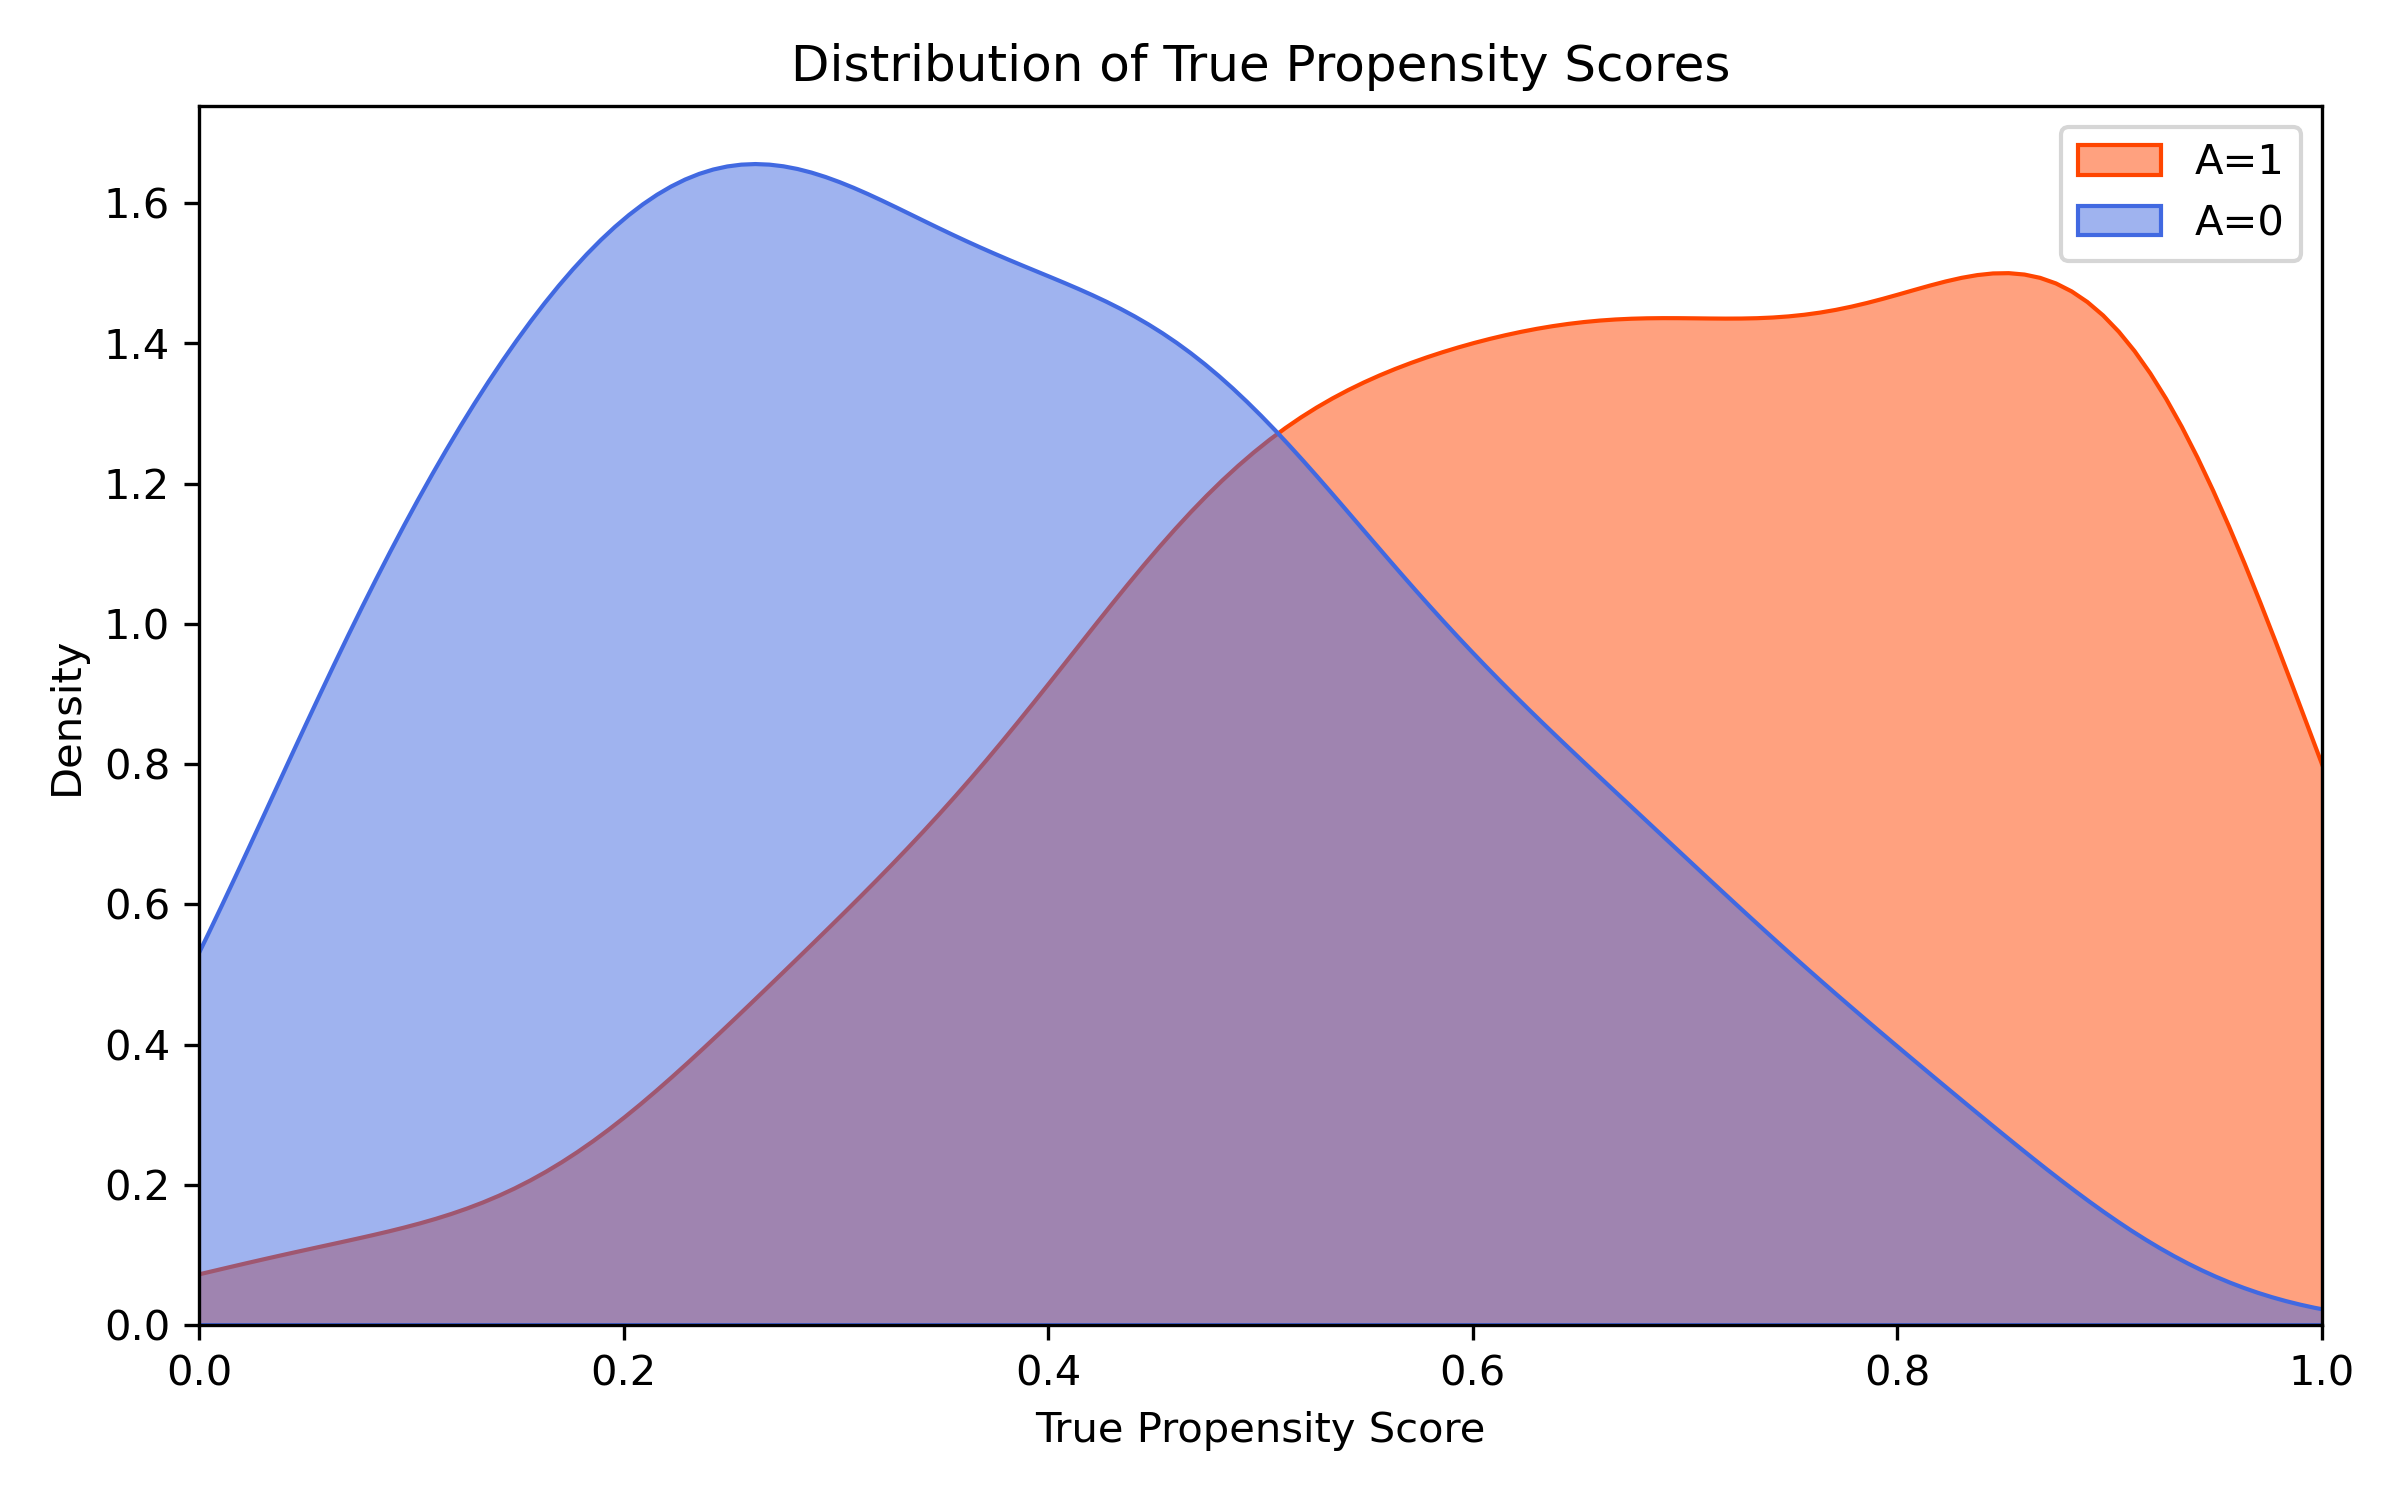 Distribution of True Propensity Scores
A=1
A=0
Density
1.6
1.4
1.2
1.0
0.8
0.6
0.4
0.2
0.0
0.0 0.2 0.4 0.6 0.8 1.0
True Propensity Score